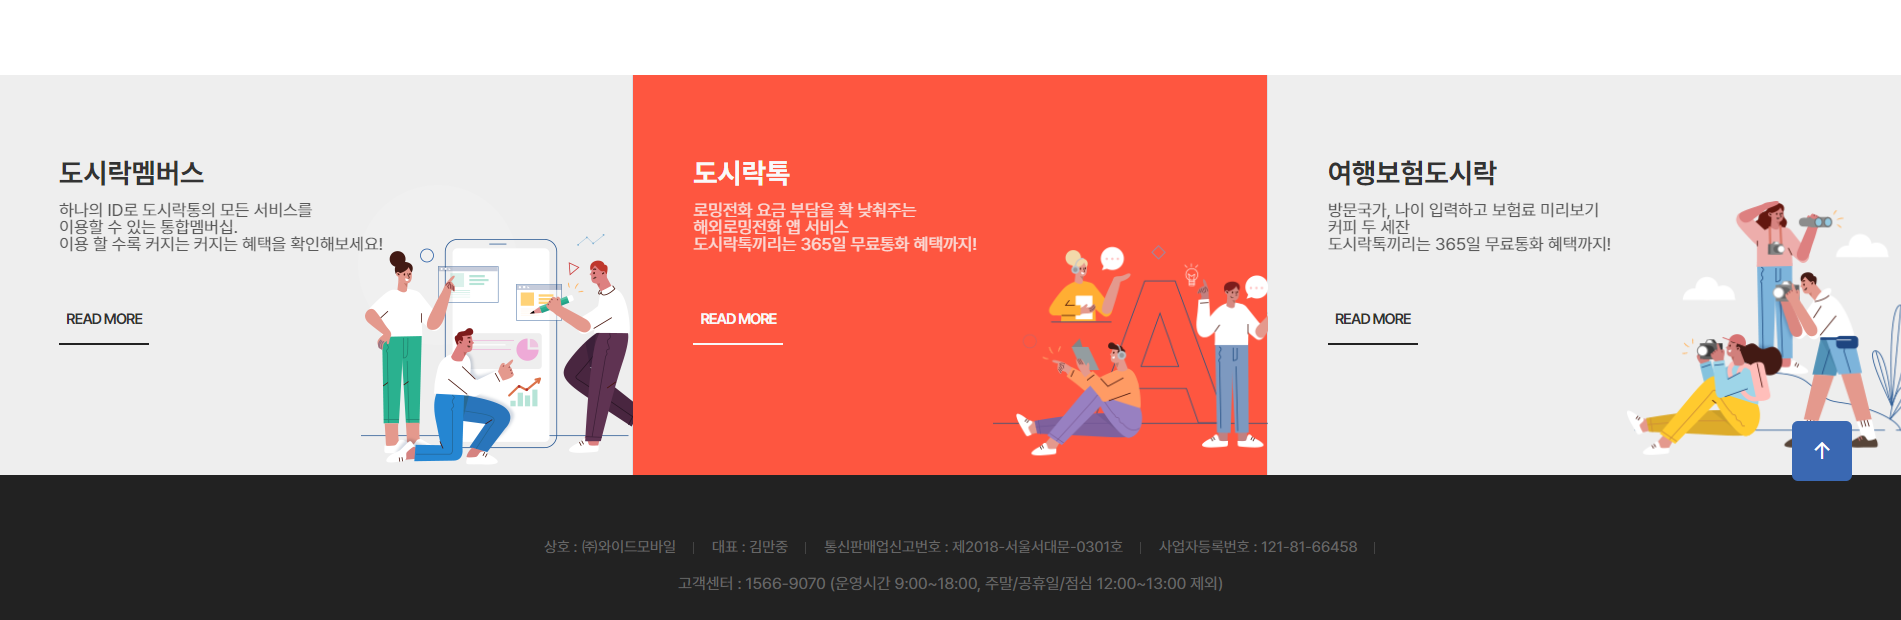 도시락멤버스
하나의 ID로 도시락통의 모든 서비스를
이용할 수 있는 통합멤버십.
이용 할 수록 커지는 커지는 혜택을 확인해보세요!
READ MORE
도시락톡
로밍전화 요금 부담을 확 낮춰주는
해외로밍전화 앱 서비스
도시락톡끼리는 365일 무료통화 혜택까지!
READ MORE
여행보험도시락
방문국가, 나이 입력하고 보험료 미리보기
커피 두 세잔
도시락톡끼리는 365일 무료통화 혜택까지!
READ MORE
상호 : ㈜와이드모바일 | 대표 : 김만중 | 통신판매업신고번호 : 제2018-서울서대문-0301호 | 사업자등록번호 : 121-81-66458 |
고객센터 : 1566-9070 (운영시간 9:00~18:00, 주말/공휴일/점심 12:00~13:00 제외)